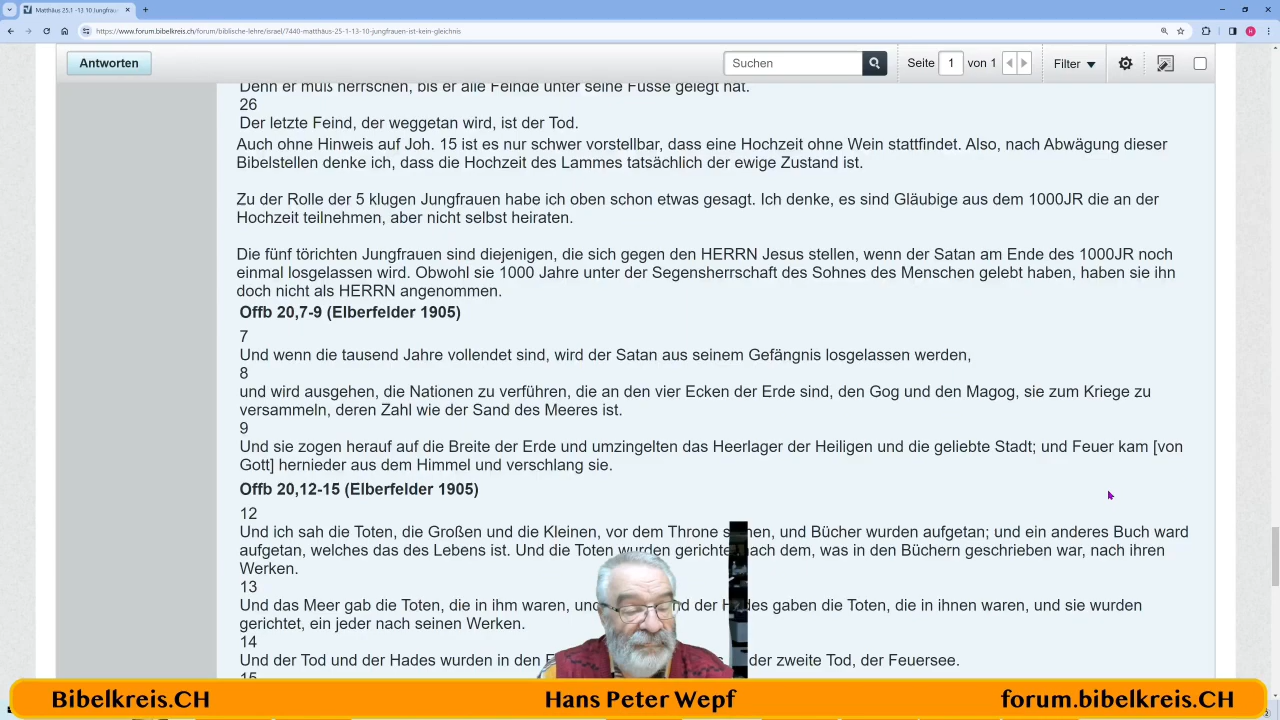 Matthäus 25:1-13 10 Jungfrau
https://www.forum.bibelkreis.ch/forum/biblische-lehre/israel/7440-matthäus-25-1-13-10-jungfrauen-ist-kein-gleichnis
Antworten
Suchen
Seite 1 von 1
Filter
Denn er muß herrschen, bis er alle Feinde unter seine Füsse gelegt hat.
26
Der letzte Feind, der weggetan wird, ist der Tod.
Auch ohne Hinweis auf Joh. 15 ist es nur schwer vorstellbar, dass eine Hochzeit ohne Wein stattfindet. Also, nach Abwägung dieser
Bibelstellen denke ich, dass die Hochzeit des Lammes tatsächlich der ewige Zustand ist.
Zu der Rolle der 5 klugen Jungfrauen habe ich oben schon etwas gesagt. Ich denke, es sind Gläubige aus dem 1000JR die an der
Hochzeit teilnehmen, aber nicht selbst heiraten.
Die fünf törichten Jungfrauen sind diejenigen, die sich gegen den HERRN Jesus stellen, wenn der Satan am Ende des 1000JR noch
einmal losgelassen wird. Obwohl sie 1000 Jahre unter der Segensherrschaft des Sohnes des Menschen gelebt haben, haben sie ihn
doch nicht als HERRN angenommen.
Offb 20,7-9 (Elberfelder 1905)
7
Und wenn die tausend Jahre vollendet sind, wird der Satan aus seinem Gefängnis losgelassen werden,
8
und wird ausgehen, die Nationen zu verführen, die an den vier Ecken der Erde sind, den Gog und den Magog, sie zum Kriege zu
versammeln, deren Zahl wie der Sand des Meeres ist.
9
Und sie zogen herauf auf die Breite der Erde und umzingelten das Heerlager der Heiligen und die geliebte Stadt; und Feuer kam [von
Gott] hernieder aus dem Himmel und verschlang sie.
Offb 20,12-15 (Elberfelder 1905)
12
Und ich sah die Toten, die Großen und die Kleinen, vor dem Throne und Bücher wurden aufgetan; und ein anderes Buch ward
aufgetan, welches das des Lebens ist. Und die Toten wurden nach dem, was in den Büchern geschrieben war, nach ihren
Werken.
13
Und das Meer gab die Toten, die in ihm waren, der gaben die Toten, die in ihnen waren, und sie wurden
gerichtet, ein jeder nach seinen Werken.
14
Und der Tod und der Hades wurden in den der zweite Tod, der Feuersee.
15
Bibelkreis.CH
Hans Peter Wepf
forum.bibelkreis.CH